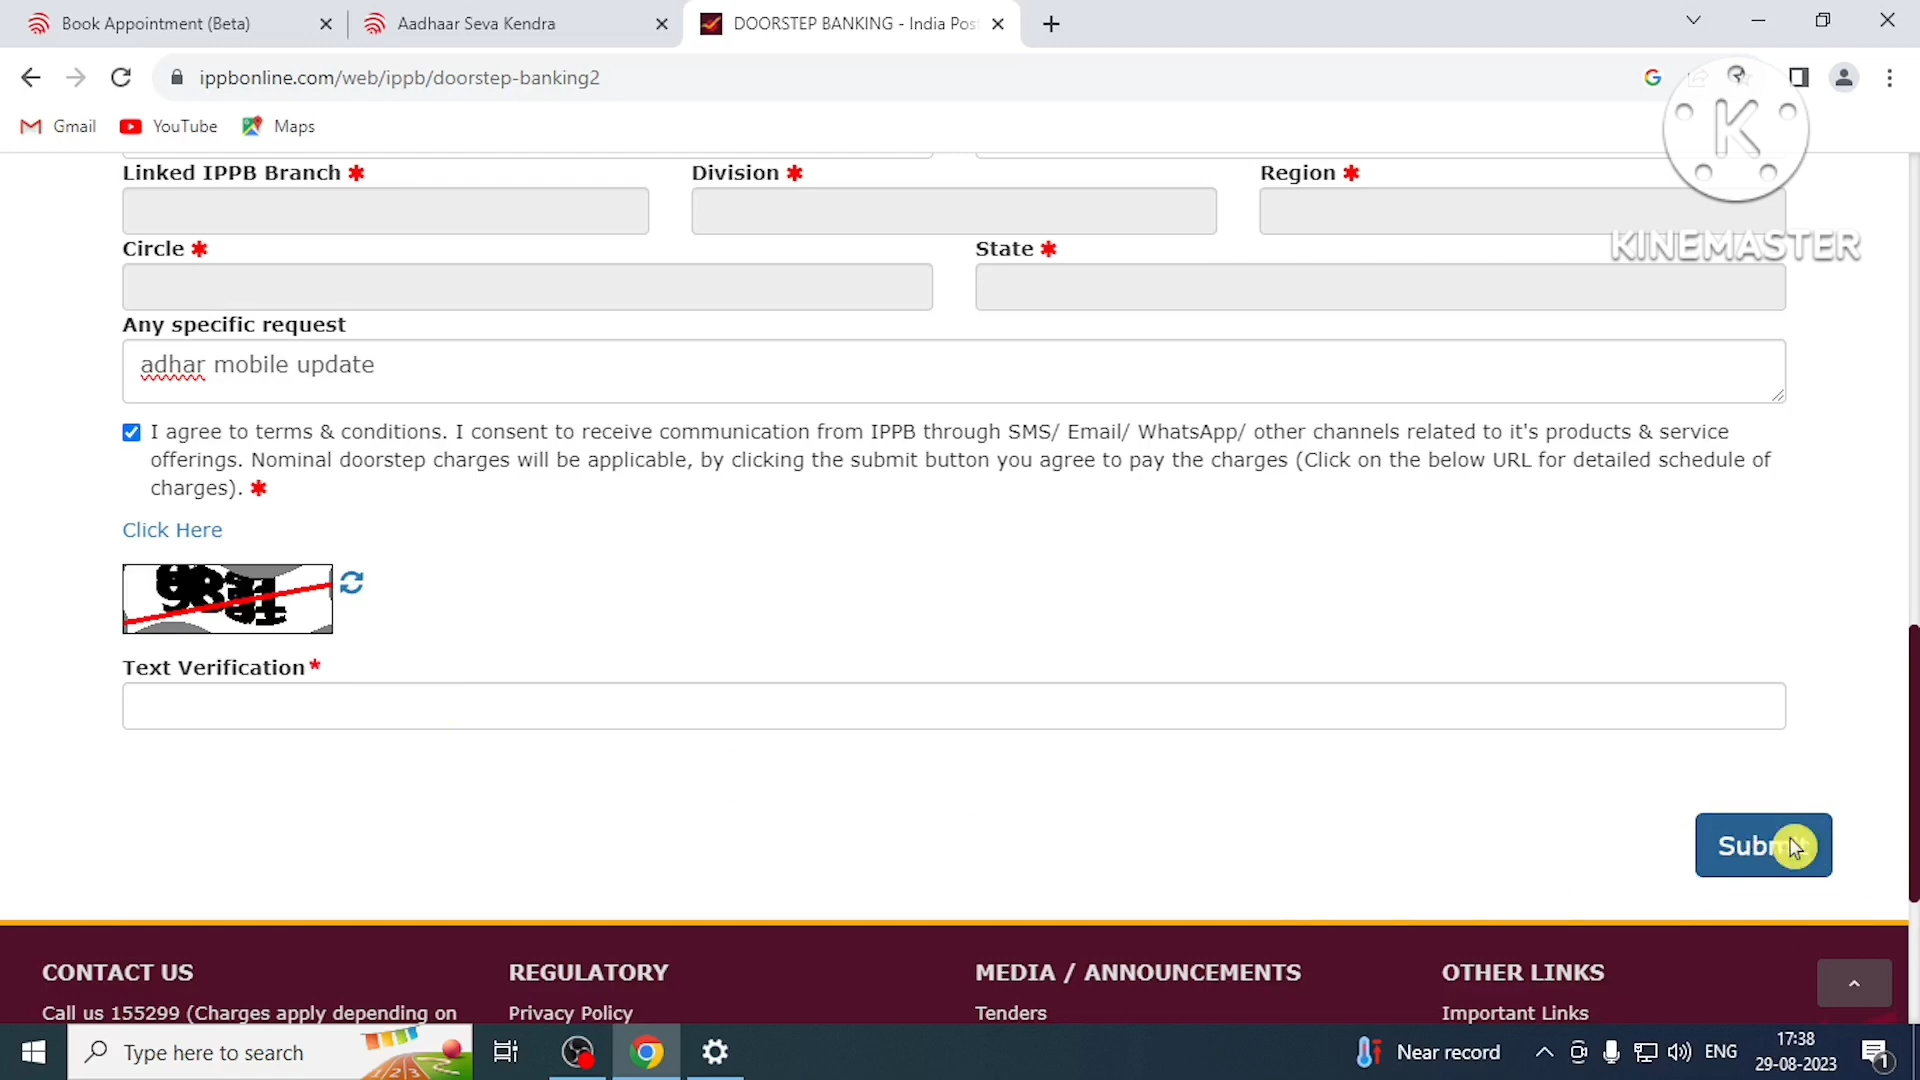 Book Appointment (Beta)
Aadhaar Seva Kendra
DOORSTEP BANKING - India Pos
ippbonline.com/web/ippb/doorstep-banking2
Gmail
YouTube
Maps
K
KINEMASTER
Linked IPPB Branch *
Division *
Region *
Circle *
State *
Any specific request
adhar mobile update
I agree to terms & conditions. I consent to receive communication from IPPB through SMS/ Email/ WhatsApp/ other channels related to it's products & service
offerings. Nominal doorstep charges will be applicable, by clicking the submit button you agree to pay the charges (Click on the below URL for detailed schedule of
charges). *
Click Here
Text Verification*
Submit
CONTACT US
REGULATORY
MEDIA / ANNOUNCEMENTS
OTHER LINKS
Call us 155299 (Charges apply depending on
Privacy Policy
Tenders
Important Links
Type here to search
Near record
ENG
17:38
29-08-2023
1